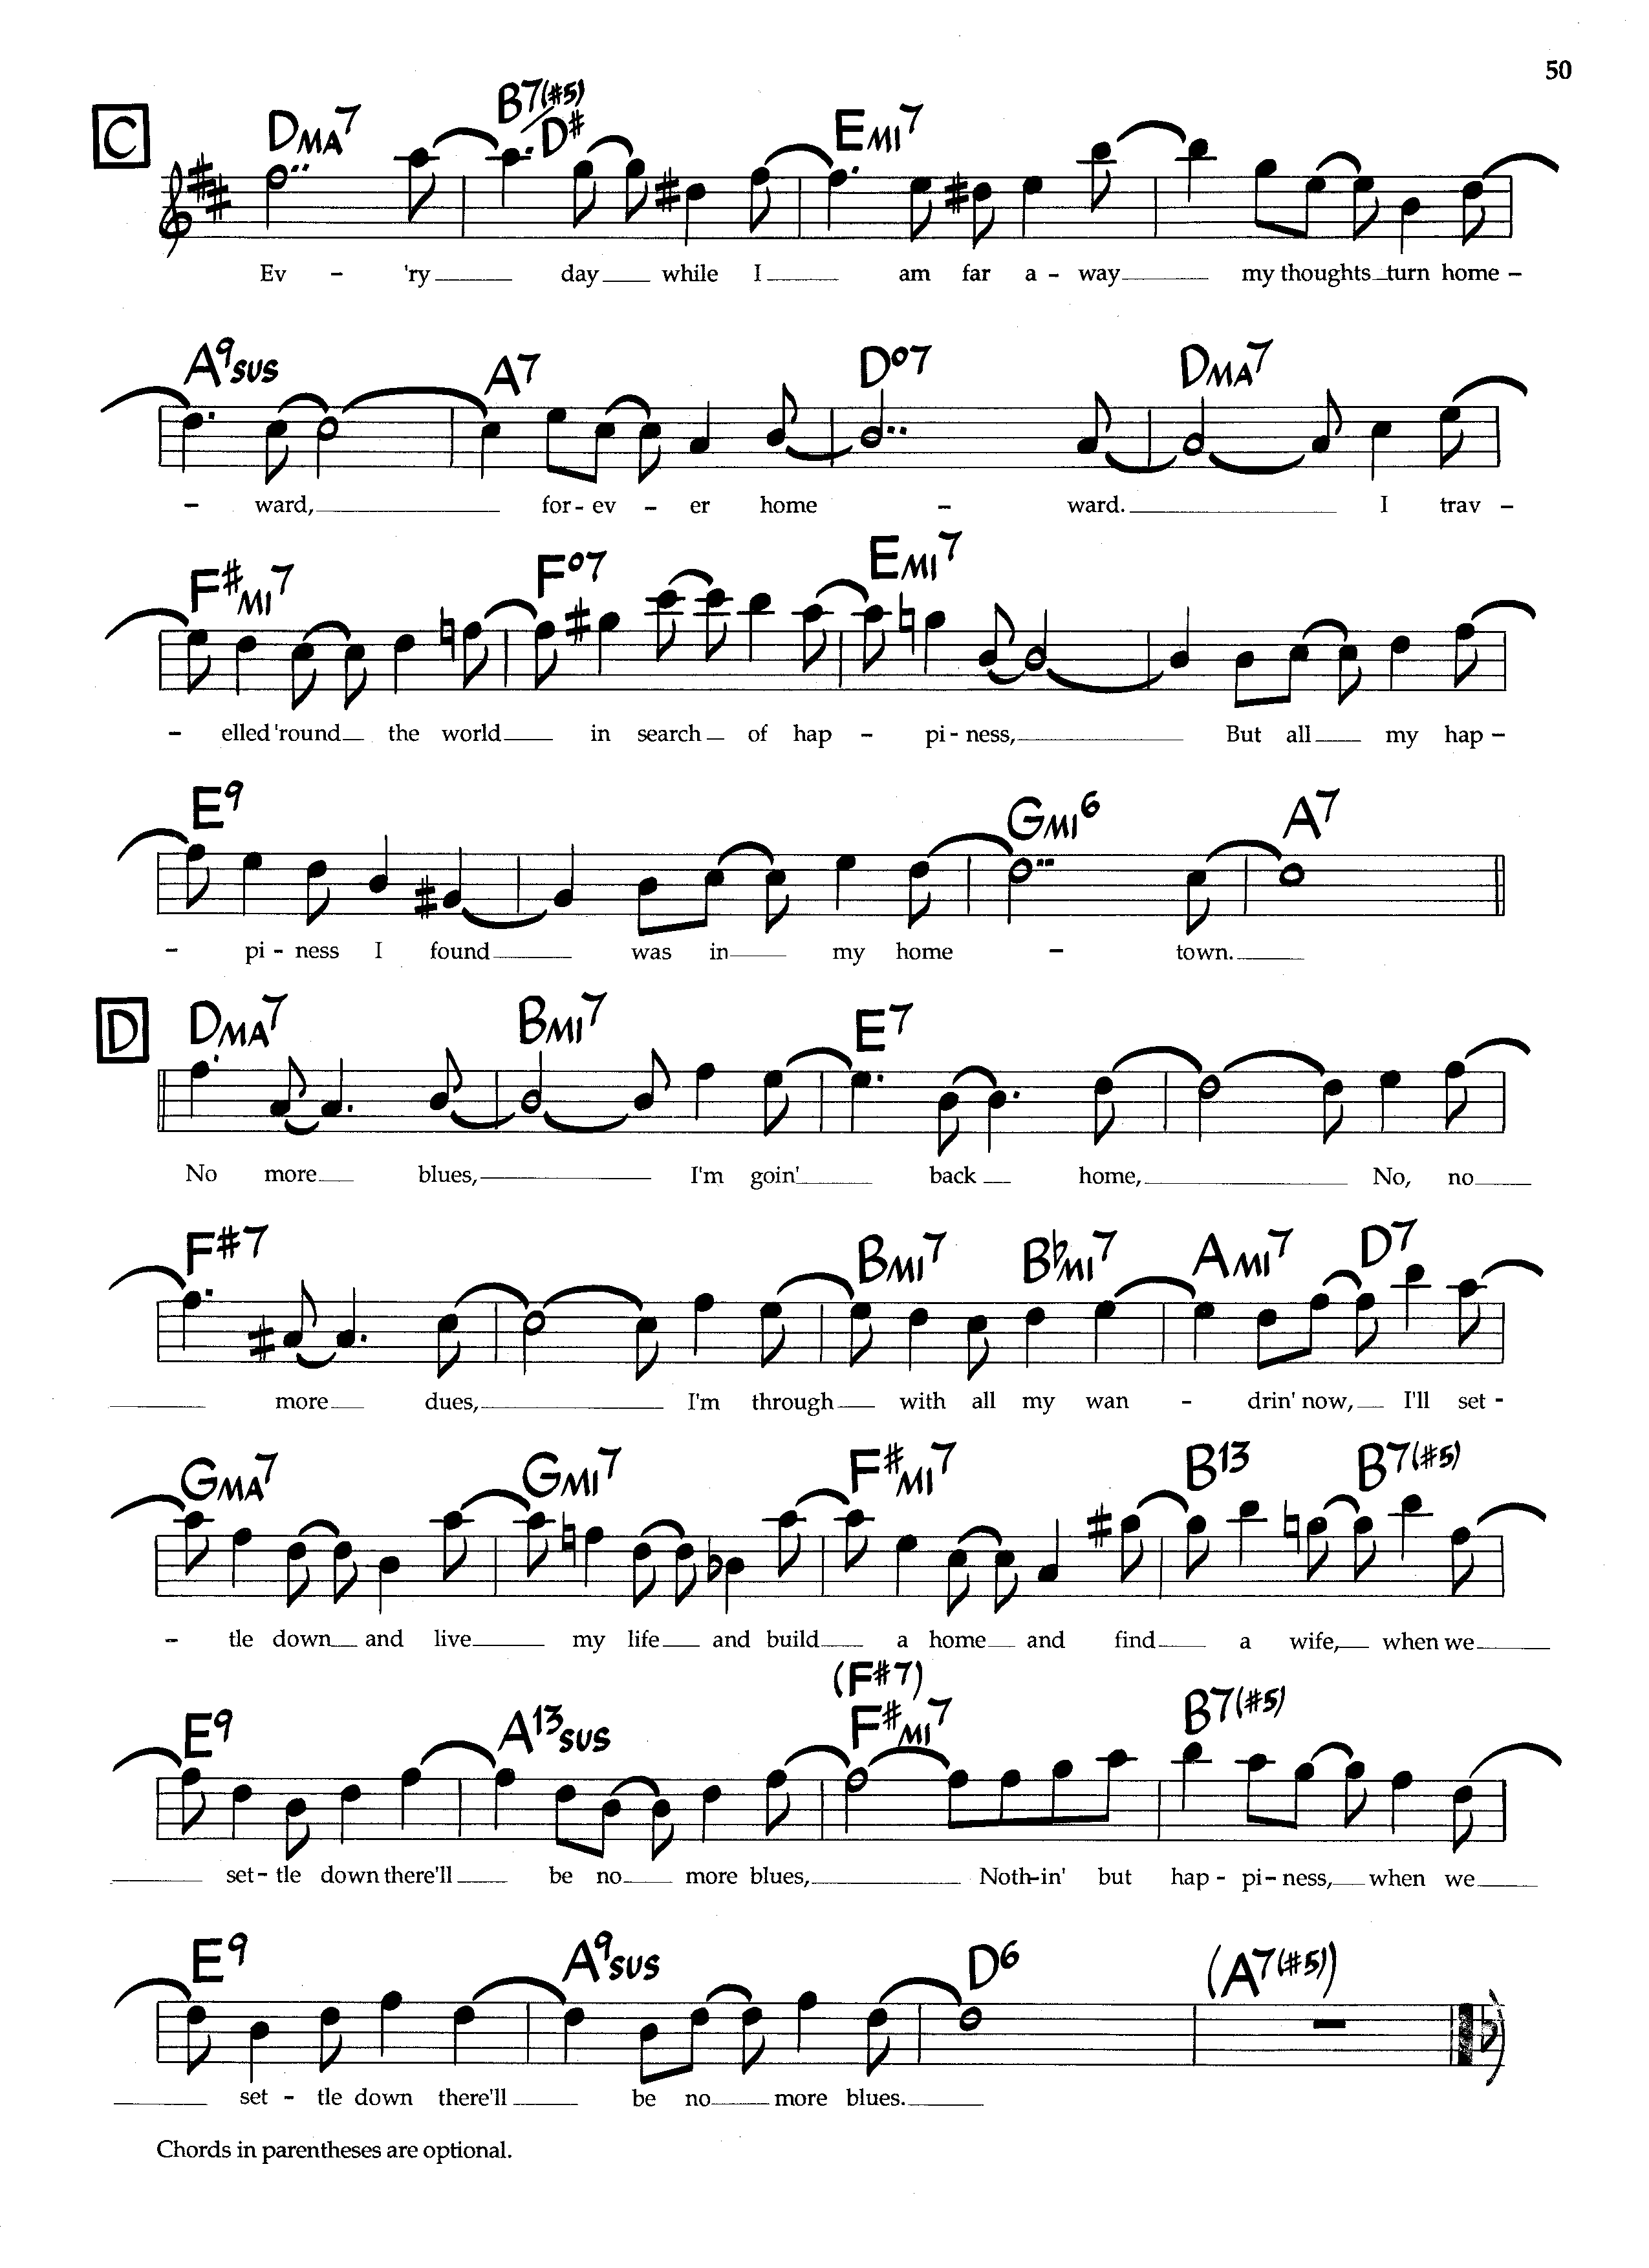 50
C
DMA7 B7(#5)/D# EMI7
Ev - 'ry day while I am far a - way my thoughts turn home -
A9SUS A7 Do7 DMA7
- ward, for - ev - er home - ward. I trav -
F#MI7 Fo7 EMI7
- elled 'round the world in search of hap - pi - ness, But all my hap -
E9 GMI6 A7
- pi - ness I found was in my home - town.
D
DMA7 BMI7 E7
No more blues, I'm goin' back home, No, no
F#7 BMI7 BbMI7 AMI7 D7
more dues, I'm through with all my wan - drin' now, I'll set -
GMA7 GMI7 F#MI7 B13 B7(#5)
- tle down and live my life and build a home and find a wife, when we
(F#7)
E9 A13SUS F#MI7 B7(#5)
set - tle down there'll be no more blues, Noth-in' but hap - pi - ness, when we
E9 A9SUS D6 (A7(#5))
set - tle down there'll be no more blues.
Chords in parentheses are optional.